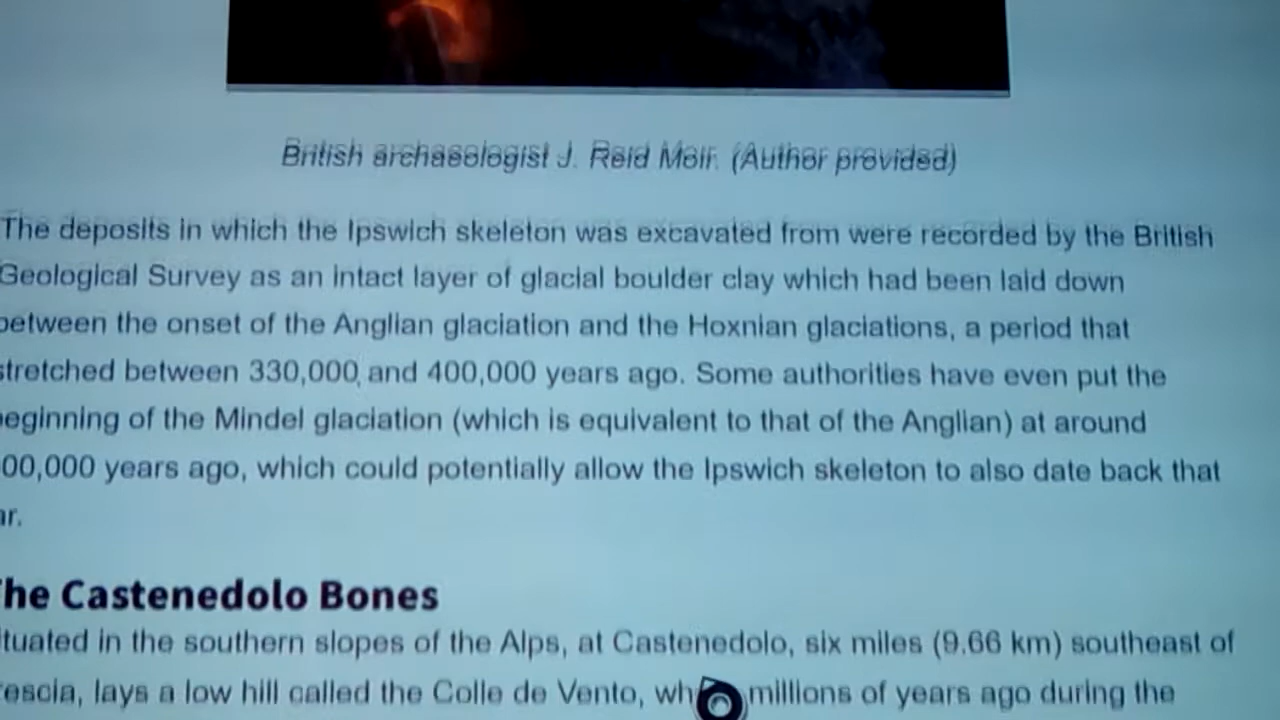 British archaeologist J. Reid Moir. (Author provided)
The deposits in which the Ipswich skeleton was excavated from were recorded by the British
Geological Survey as an intact layer of glacial boulder clay which had been laid down
between the onset of the Anglian glaciation and the Hoxnian glaciations, a period that
stretched between 330,000 and 400,000 years ago. Some authorities have even put the
beginning of the Mindel glaciation (which is equivalent to that of the Anglian) at around
00,000 years ago, which could potentially allow the Ipswich skeleton to also date back that
ar.
The Castenedolo Bones
ituated in the southern slopes of the Alps, at Castenedolo, six miles (9.66 km) southeast of
rescia, lays a low hill called the Colle de Vento, wh millions of years ago during the